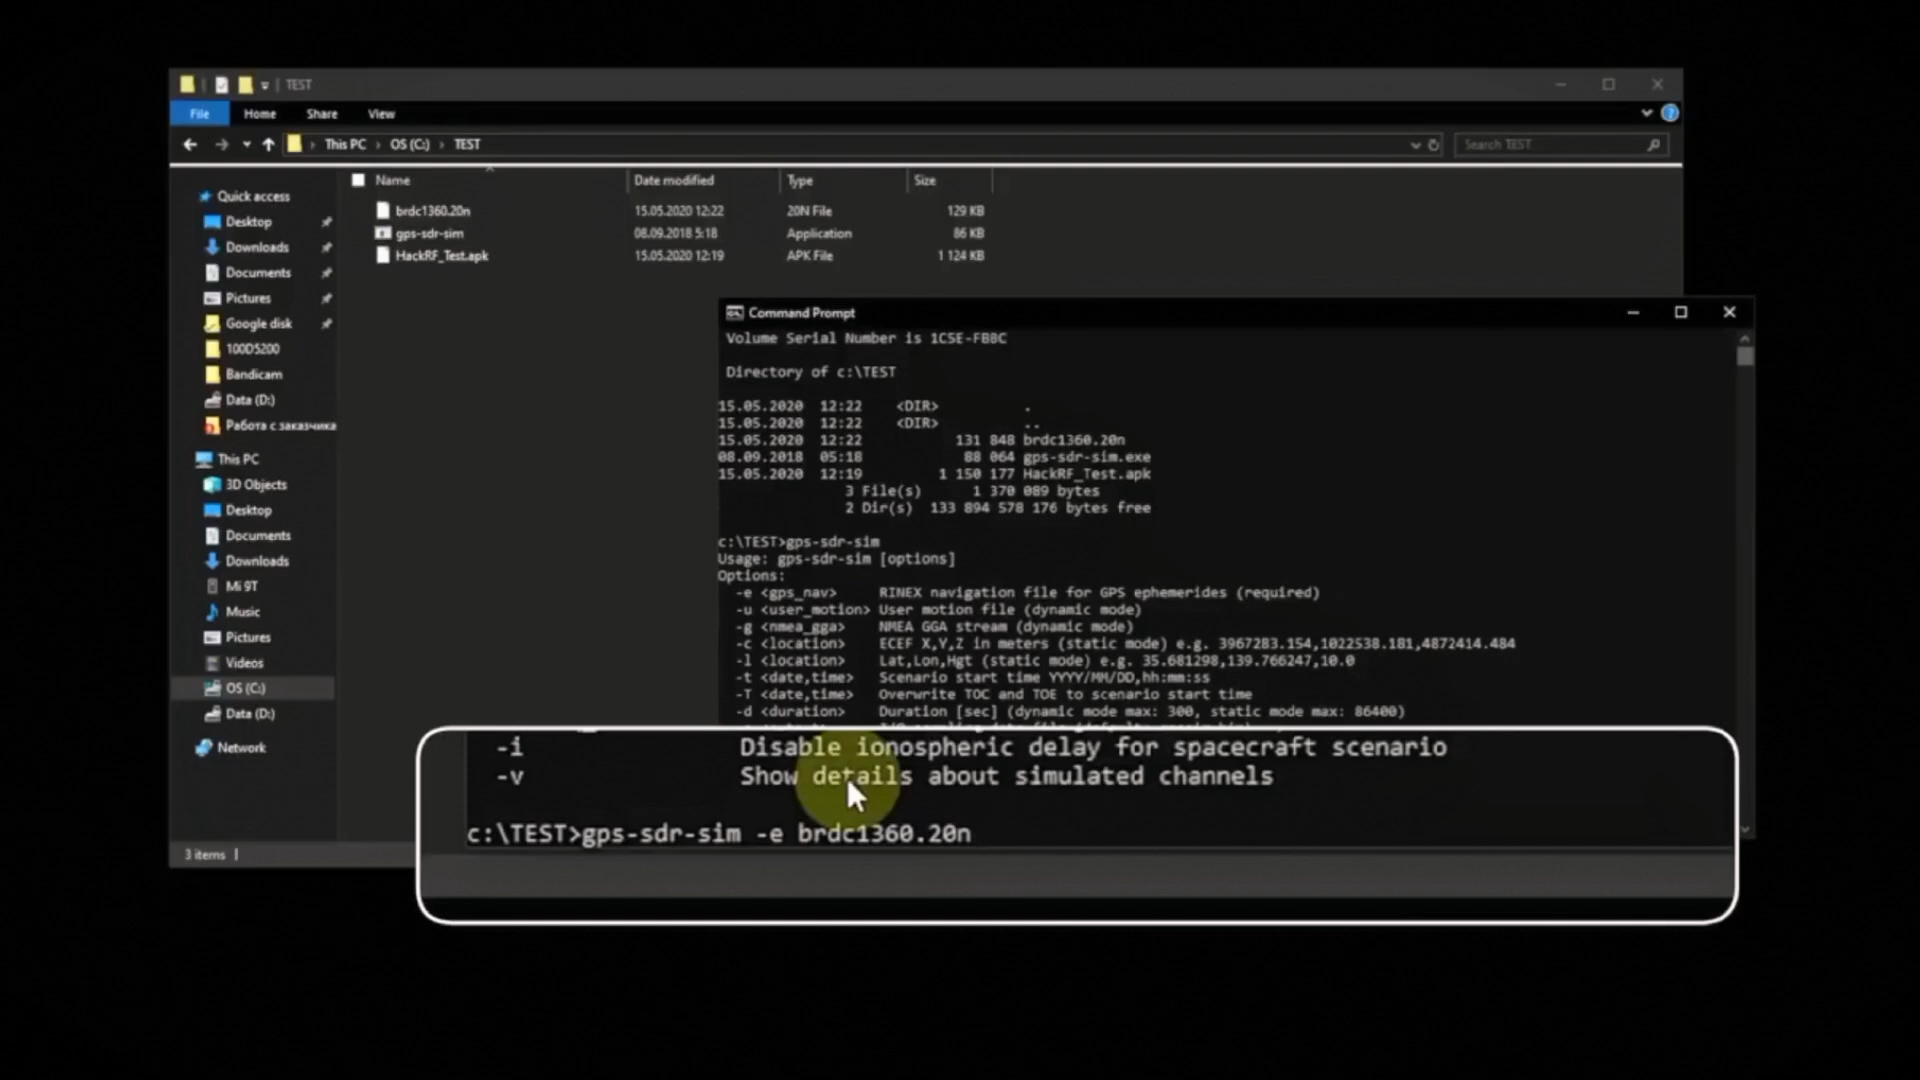 TEST
File Home Share View
This PC › OS (C:) › TEST
Search TEST
Name Date modified Type Size
brdc1360.20n 15.05.2020 12:22 20N File 129 KB
gps-sdr-sim 08.09.2018 5:18 Application 86 KB
HackRF_Test.apk 15.05.2020 12:19 APK File 1 124 KB
Quick access
Desktop
Downloads
Documents
Pictures
Google disk
100D5200
Bandicam
Data (D:)
Работа с заказчика
This PC
3D Objects
Desktop
Documents
Downloads
Mi 9T
Music
Pictures
Videos
OS (C:)
Data (D:)
Network
3 items
Command Prompt
Volume Serial Number is 1C5E-FB8C
Directory of c:\TEST
15.05.2020 12:22 <DIR> .
15.05.2020 12:22 <DIR> ..
15.05.2020 12:22 131 848 brdc1360.20n
08.09.2018 05:18 88 064 gps-sdr-sim.exe
15.05.2020 12:19 1 150 177 HackRF_Test.apk
3 File(s) 1 370 089 bytes
2 Dir(s) 133 894 578 176 bytes free
c:\TEST>gps-sdr-sim
Usage: gps-sdr-sim [options]
Options:
-e <gps_nav> RINEX navigation file for GPS ephemerides (required)
-u <user_motion> User motion file (dynamic mode)
-g <nmea_gga> NMEA GGA stream (dynamic mode)
-c <location> ECEF X,Y,Z in meters (static mode) e.g. 3967283.154,1022538.181,4872414.484
-l <location> Lat,Lon,Hgt (static mode) e.g. 35.681298,139.766247,10.0
-t <date,time> Scenario start time YYYY/MM/DD,hh:mm:ss
-T <date,time> Overwrite TOC and TOE to scenario start time
-d <duration> Duration [sec] (dynamic mode max: 300, static mode max: 86400)
-i Disable ionospheric delay for spacecraft scenario
-v Show details about simulated channels
c:\TEST>gps-sdr-sim -e brdc1360.20n